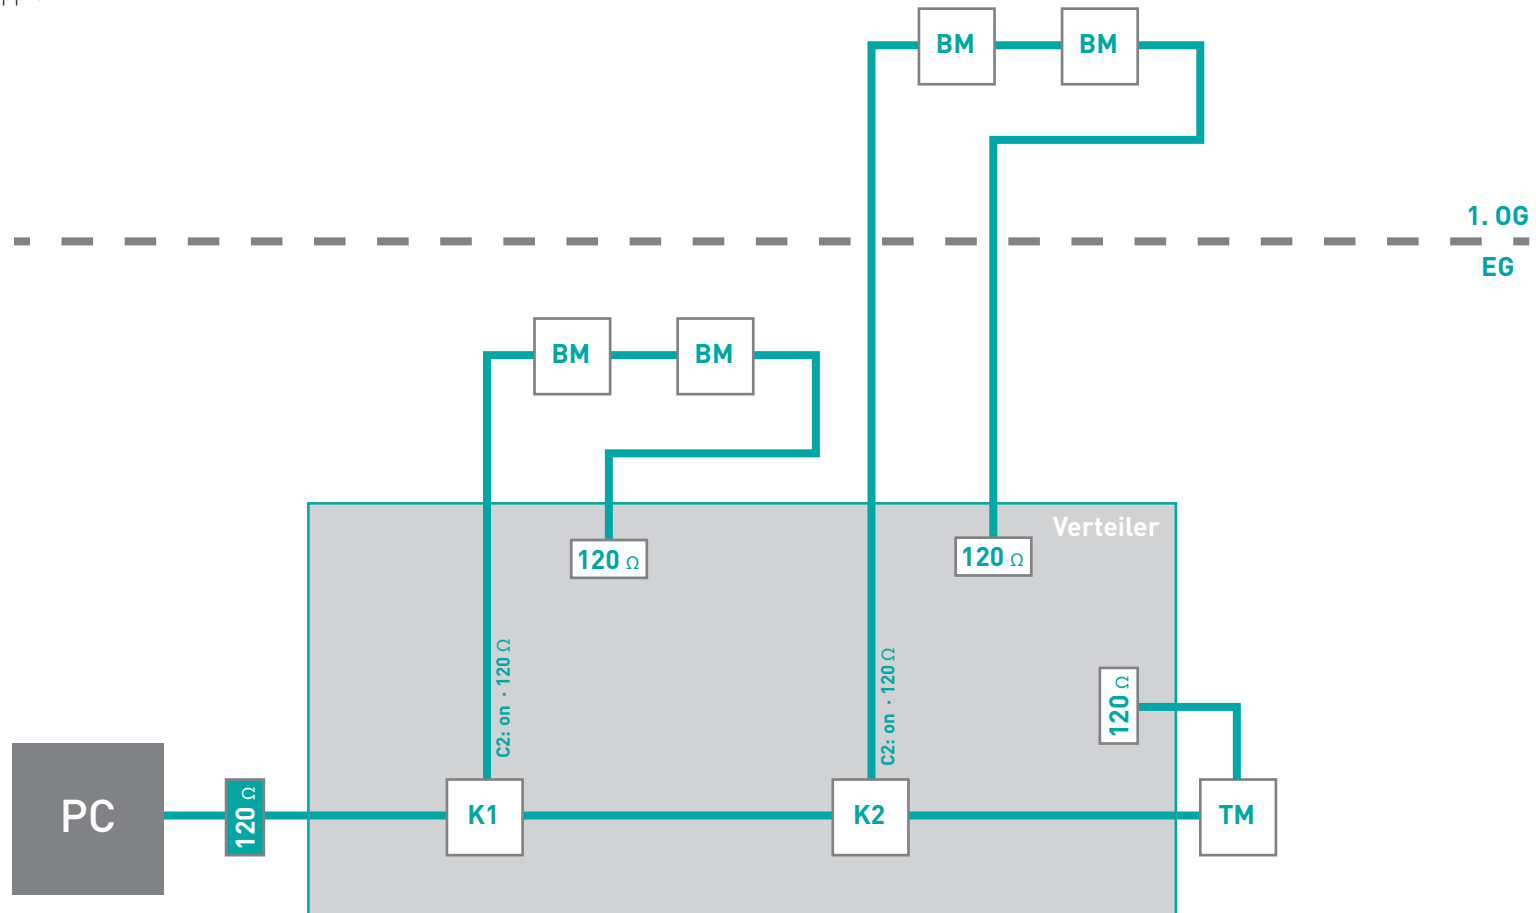 BM
BM
1. OG
EG
BM
BM
Verteiler
120 Ω
120 Ω
C2: on · 120 Ω
C2: on · 120 Ω
120 Ω
PC
120 Ω
K1
K2
TM